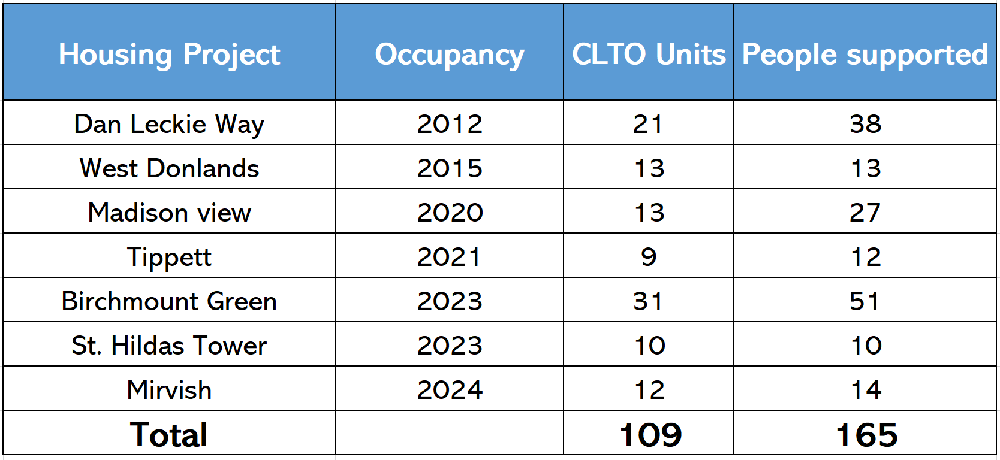 Housing Project Occupancy CLTO Units People supported
Dan Leckie Way 2012 21 38
West Donlands 2015 13 13
Madison view 2020 13 27
Tippett 2021 9 12
Birchmount Green 2023 31 51
St. Hildas Tower 2023 10 10
Mirvish 2024 12 14
Total 109 165